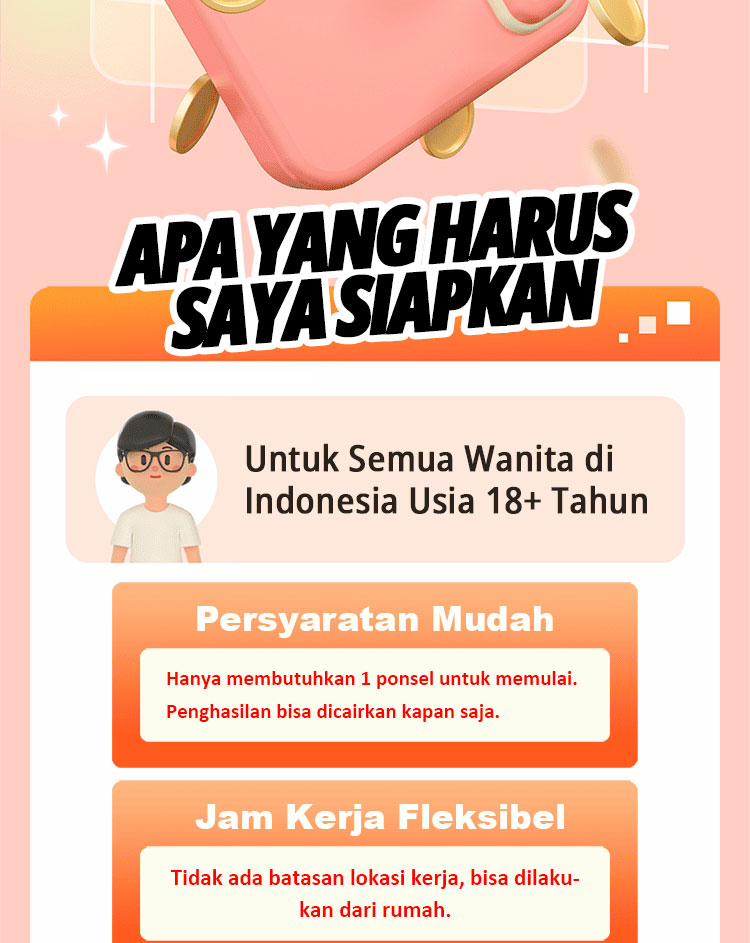 APA YANG HARUS
SAYA SIAPKAN
Untuk Semua Wanita di
Indonesia Usia 18+ Tahun
Persyaratan Mudah
Hanya membutuhkan 1 ponsel untuk memulai.
Penghasilan bisa dicairkan kapan saja.
Jam Kerja Fleksibel
Tidak ada batasan lokasi kerja, bisa dilaku-
kan dari rumah.